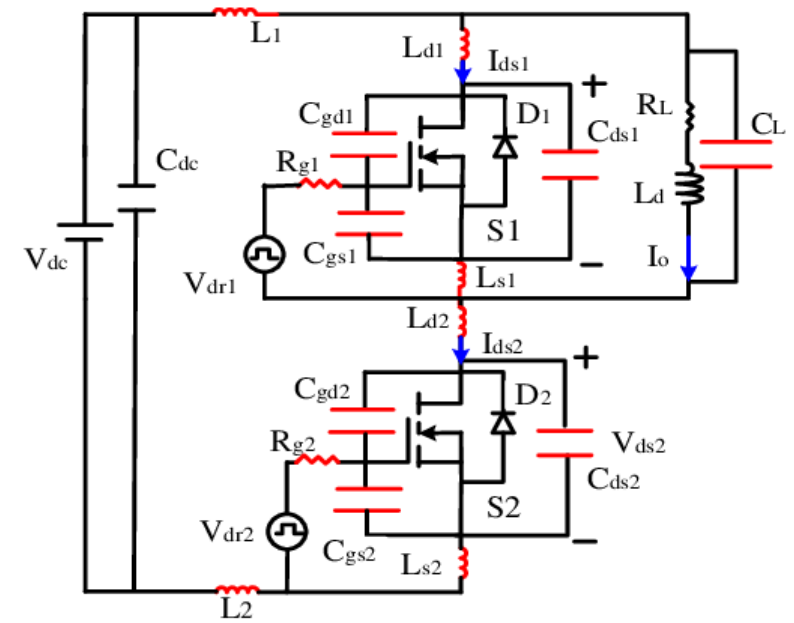 L1
Ld1
Ids1
+
Cgd1
D1
Cds1
RL
CL
Cdc
Rg1
Ld
S1
Vdc
Cgs1
Vdr1
−
Io
Ls1
Ld2
Ids2
+
Cgd2
D2
Rg2
Vds2
Cds2
S2
Vdr2
Cgs2
Ls2
−
L2